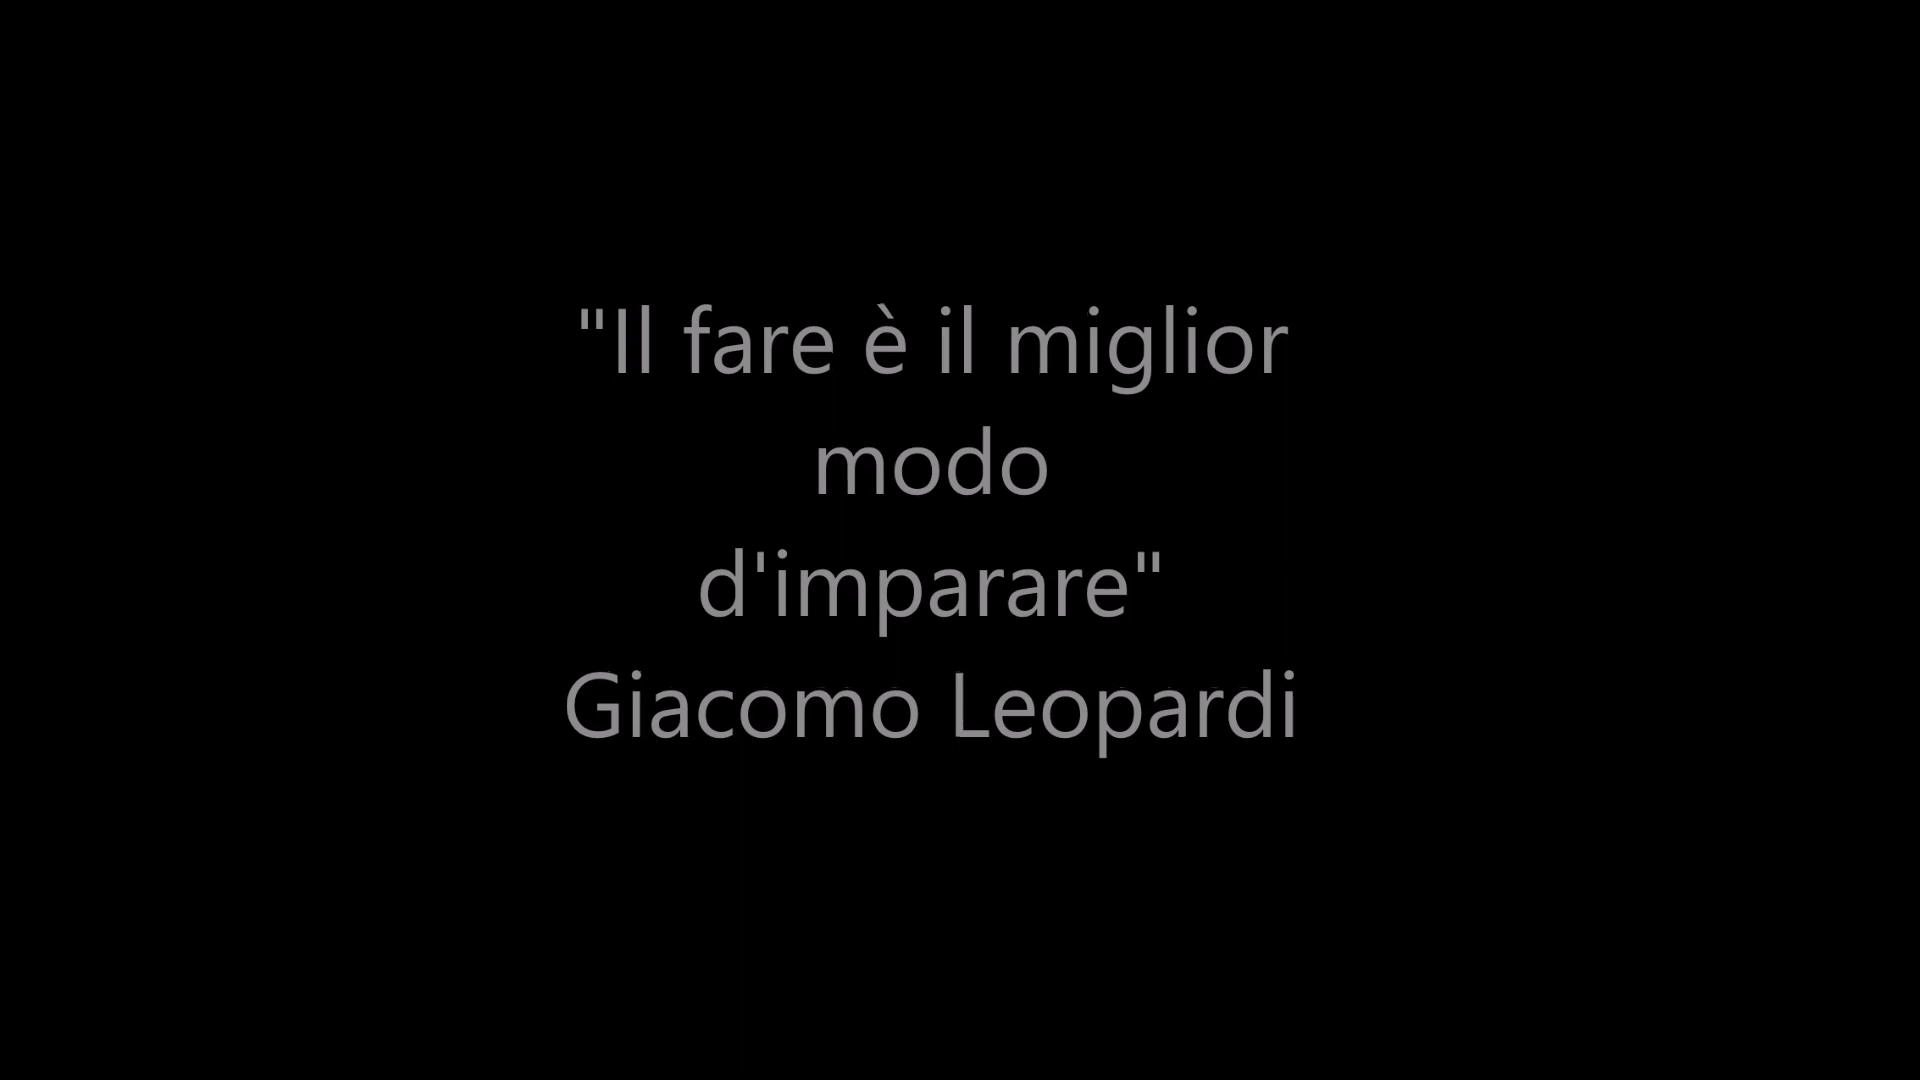 "Il fare è il miglior
modo
d'imparare"
Giacomo Leopardi